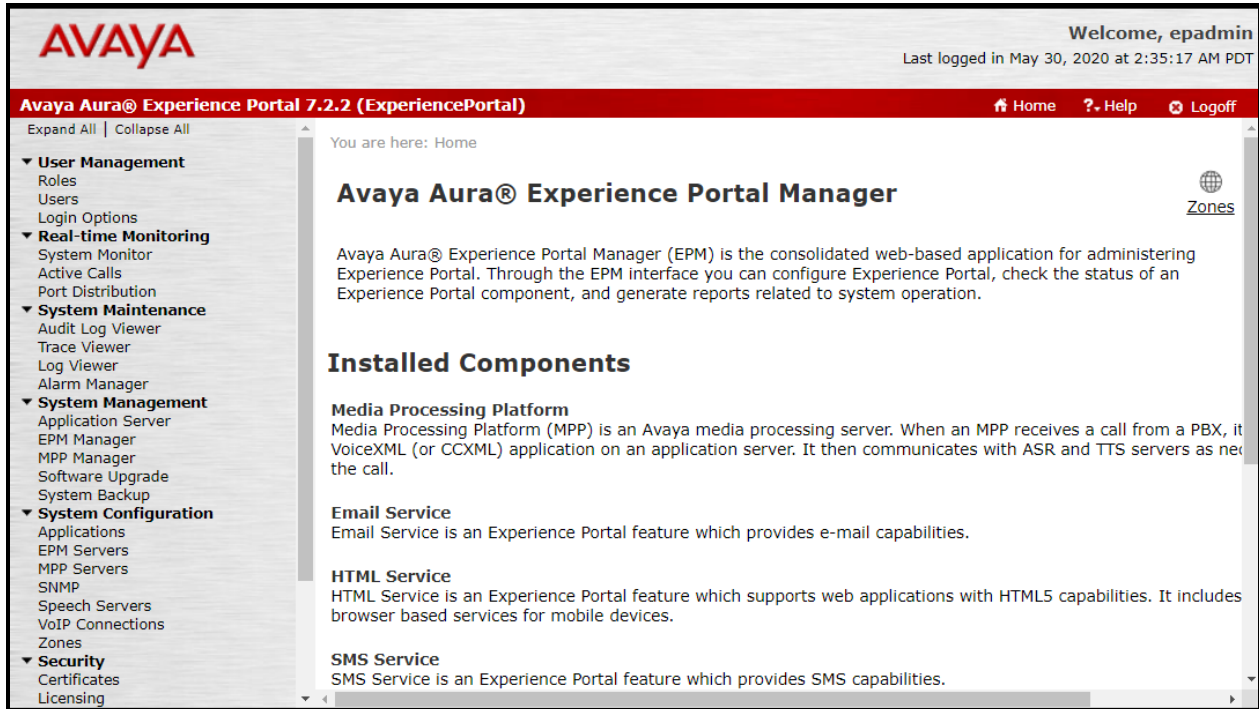 AVAYA
Welcome, epadmin
Last logged in May 30, 2020 at 2:35:17 AM PDT
Avaya Aura® Experience Portal 7.2.2 (ExperiencePortal)
Home ? Help Logoff
Expand All | Collapse All
▼ User Management
Roles
Users
Login Options
▼ Real-time Monitoring
System Monitor
Active Calls
Port Distribution
▼ System Maintenance
Audit Log Viewer
Trace Viewer
Log Viewer
Alarm Manager
▼ System Management
Application Server
EPM Manager
MPP Manager
Software Upgrade
System Backup
▼ System Configuration
Applications
EPM Servers
MPP Servers
SNMP
Speech Servers
VoIP Connections
Zones
▼ Security
Certificates
Licensing
You are here: Home
Avaya Aura® Experience Portal Manager
Zones
Avaya Aura® Experience Portal Manager (EPM) is the consolidated web-based application for administering
Experience Portal. Through the EPM interface you can configure Experience Portal, check the status of an
Experience Portal component, and generate reports related to system operation.
Installed Components
Media Processing Platform
Media Processing Platform (MPP) is an Avaya media processing server. When an MPP receives a call from a PBX, it
VoiceXML (or CCXML) application on an application server. It then communicates with ASR and TTS servers as
the call.
Email Service
Email Service is an Experience Portal feature which provides e-mail capabilities.
HTML Service
HTML Service is an Experience Portal feature which supports web applications with HTML5 capabilities. It includes
browser based services for mobile devices.
SMS Service
SMS Service is an Experience Portal feature which provides SMS capabilities.